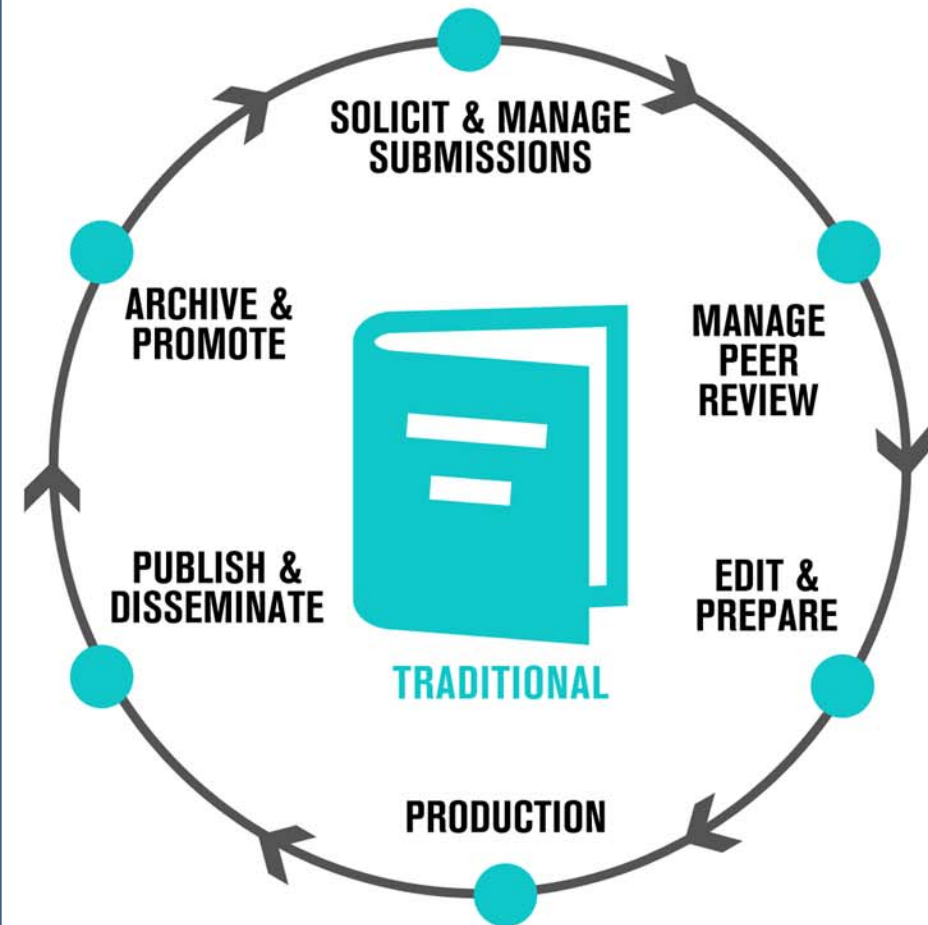 SOLICIT & MANAGE
SUBMISSIONS
MANAGE
PEER
REVIEW
EDIT &
PREPARE
PRODUCTION
PUBLISH &
DISSEMINATE
ARCHIVE &
PROMOTE
TRADITIONAL